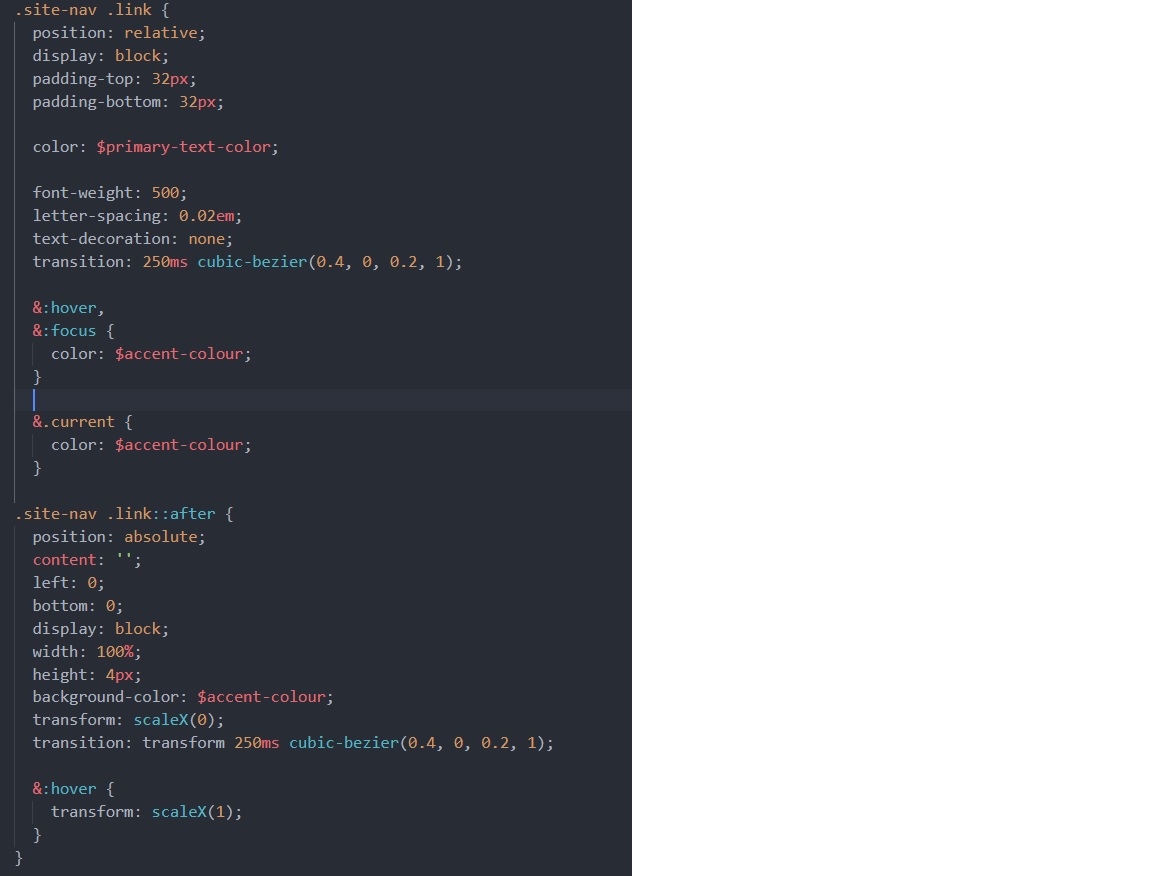 .site-nav .link {
position: relative;
display: block;
padding-top: 32px;
padding-bottom: 32px;
color: $primary-text-color;
font-weight: 500;
letter-spacing: 0.02em;
text-decoration: none;
transition: 250ms cubic-bezier(0.4, 0, 0.2, 1);
&:hover,
&:focus {
color: $accent-colour;
}
&.current {
color: $accent-colour;
}
.site-nav .link::after {
position: absolute;
content: '';
left: 0;
bottom: 0;
display: block;
width: 100%;
height: 4px;
background-color: $accent-colour;
transform: scaleX(0);
transition: transform 250ms cubic-bezier(0.4, 0, 0.2, 1);
&:hover {
transform: scaleX(1);
}
}